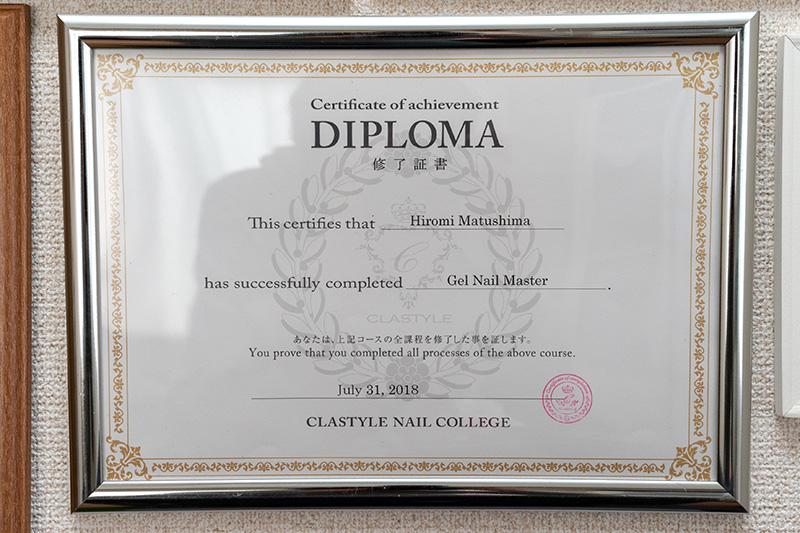 Certificate of achievement
DIPLOMA
修了証書
This certifies that Hiromi Matushima
has successfully completed Gel Nail Master.
CLASTYLE
あなたは、上記コースの全課程を修了した事を証します。
You prove that you completed all processes of the above course.
July 31, 2018
CLASTYLE NAIL COLLEGE